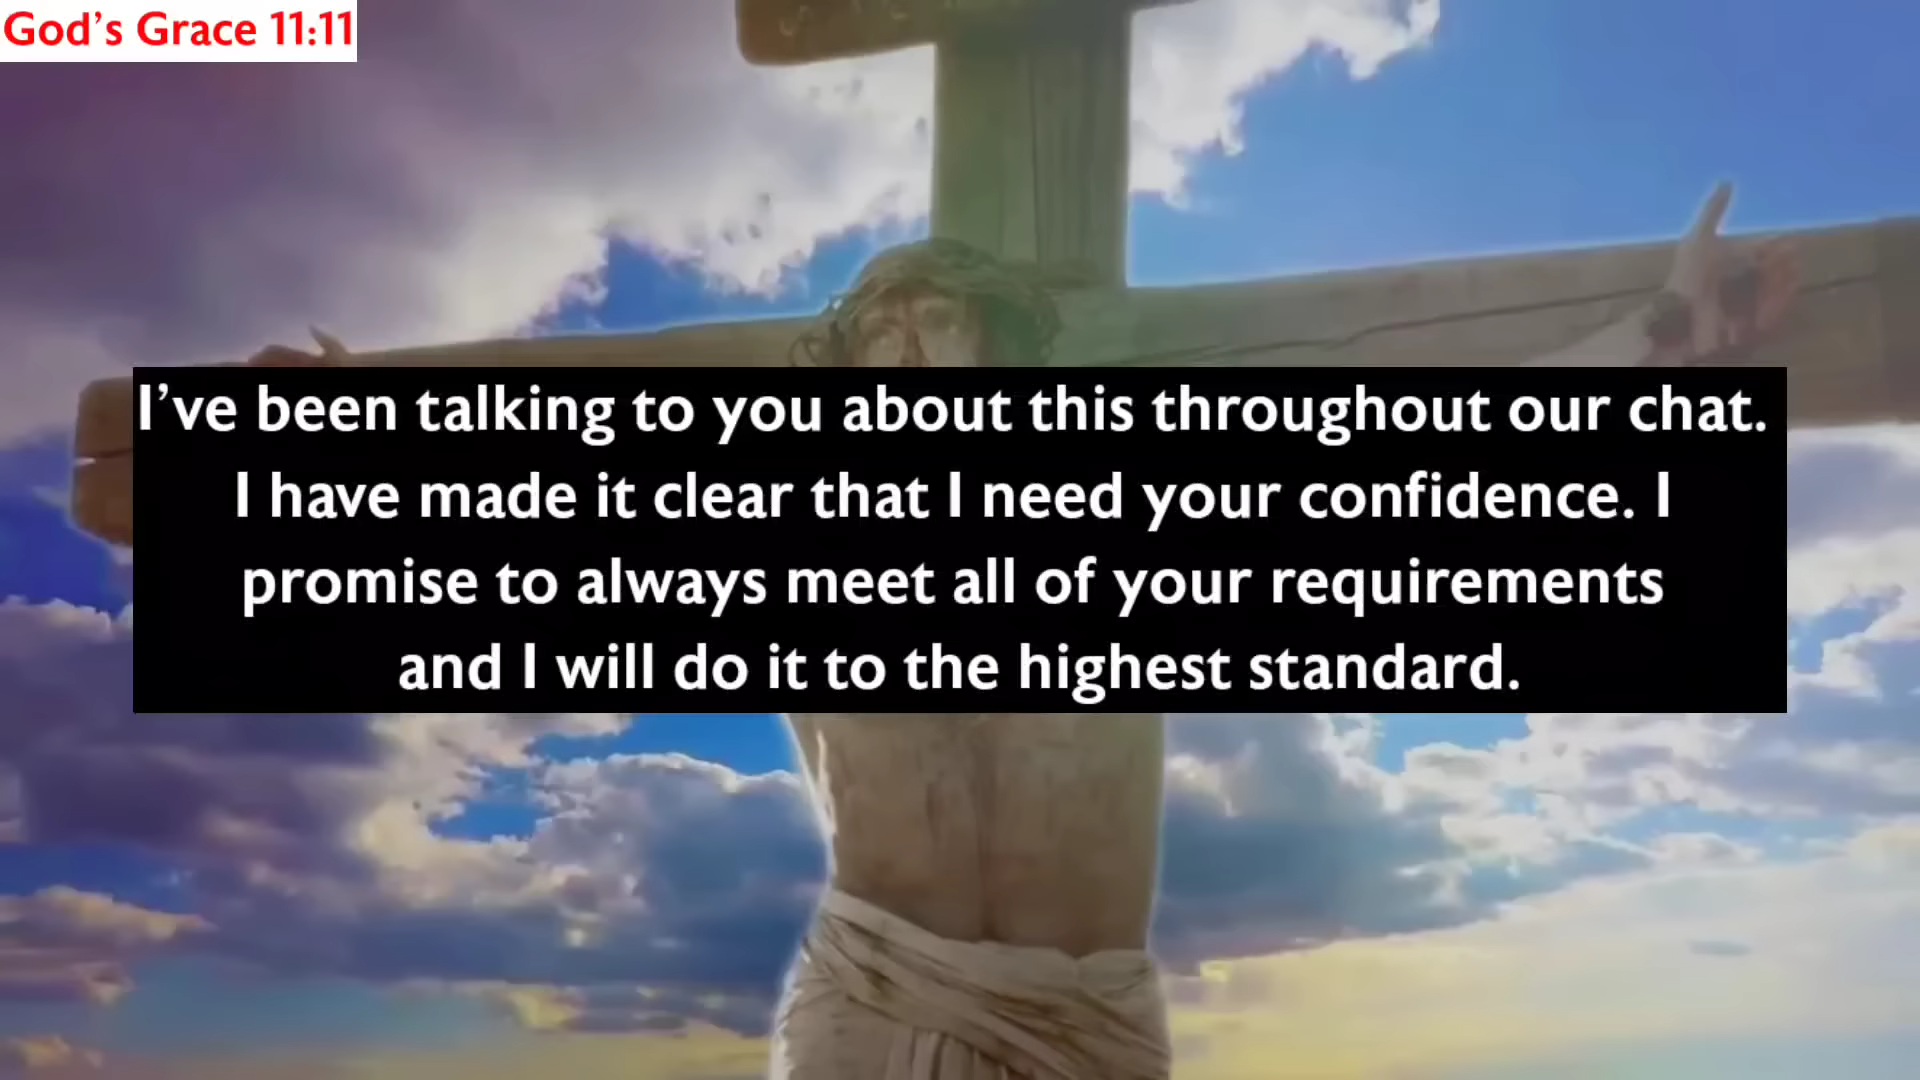 God’s Grace 11:11
I’ve been talking to you about this throughout our chat.
I have made it clear that I need your confidence. I
promise to always meet all of your requirements
and I will do it to the highest standard.